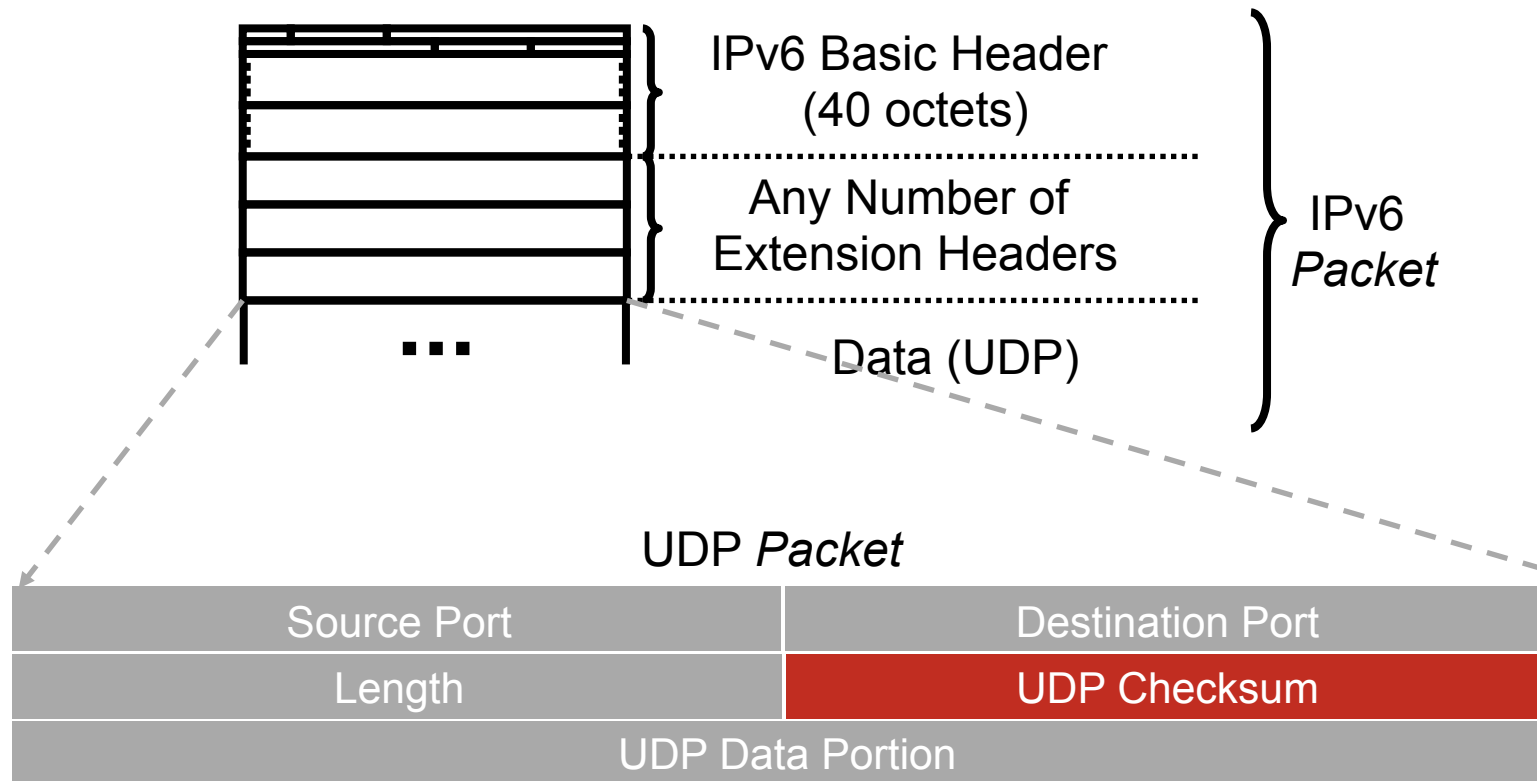 IPv6 Basic Header
(40 octets)
Any Number of
Extension Headers
IPv6
Packet
...
Data (UDP)
UDP Packet
Source Port
Destination Port
Length
UDP Checksum
UDP Data Portion